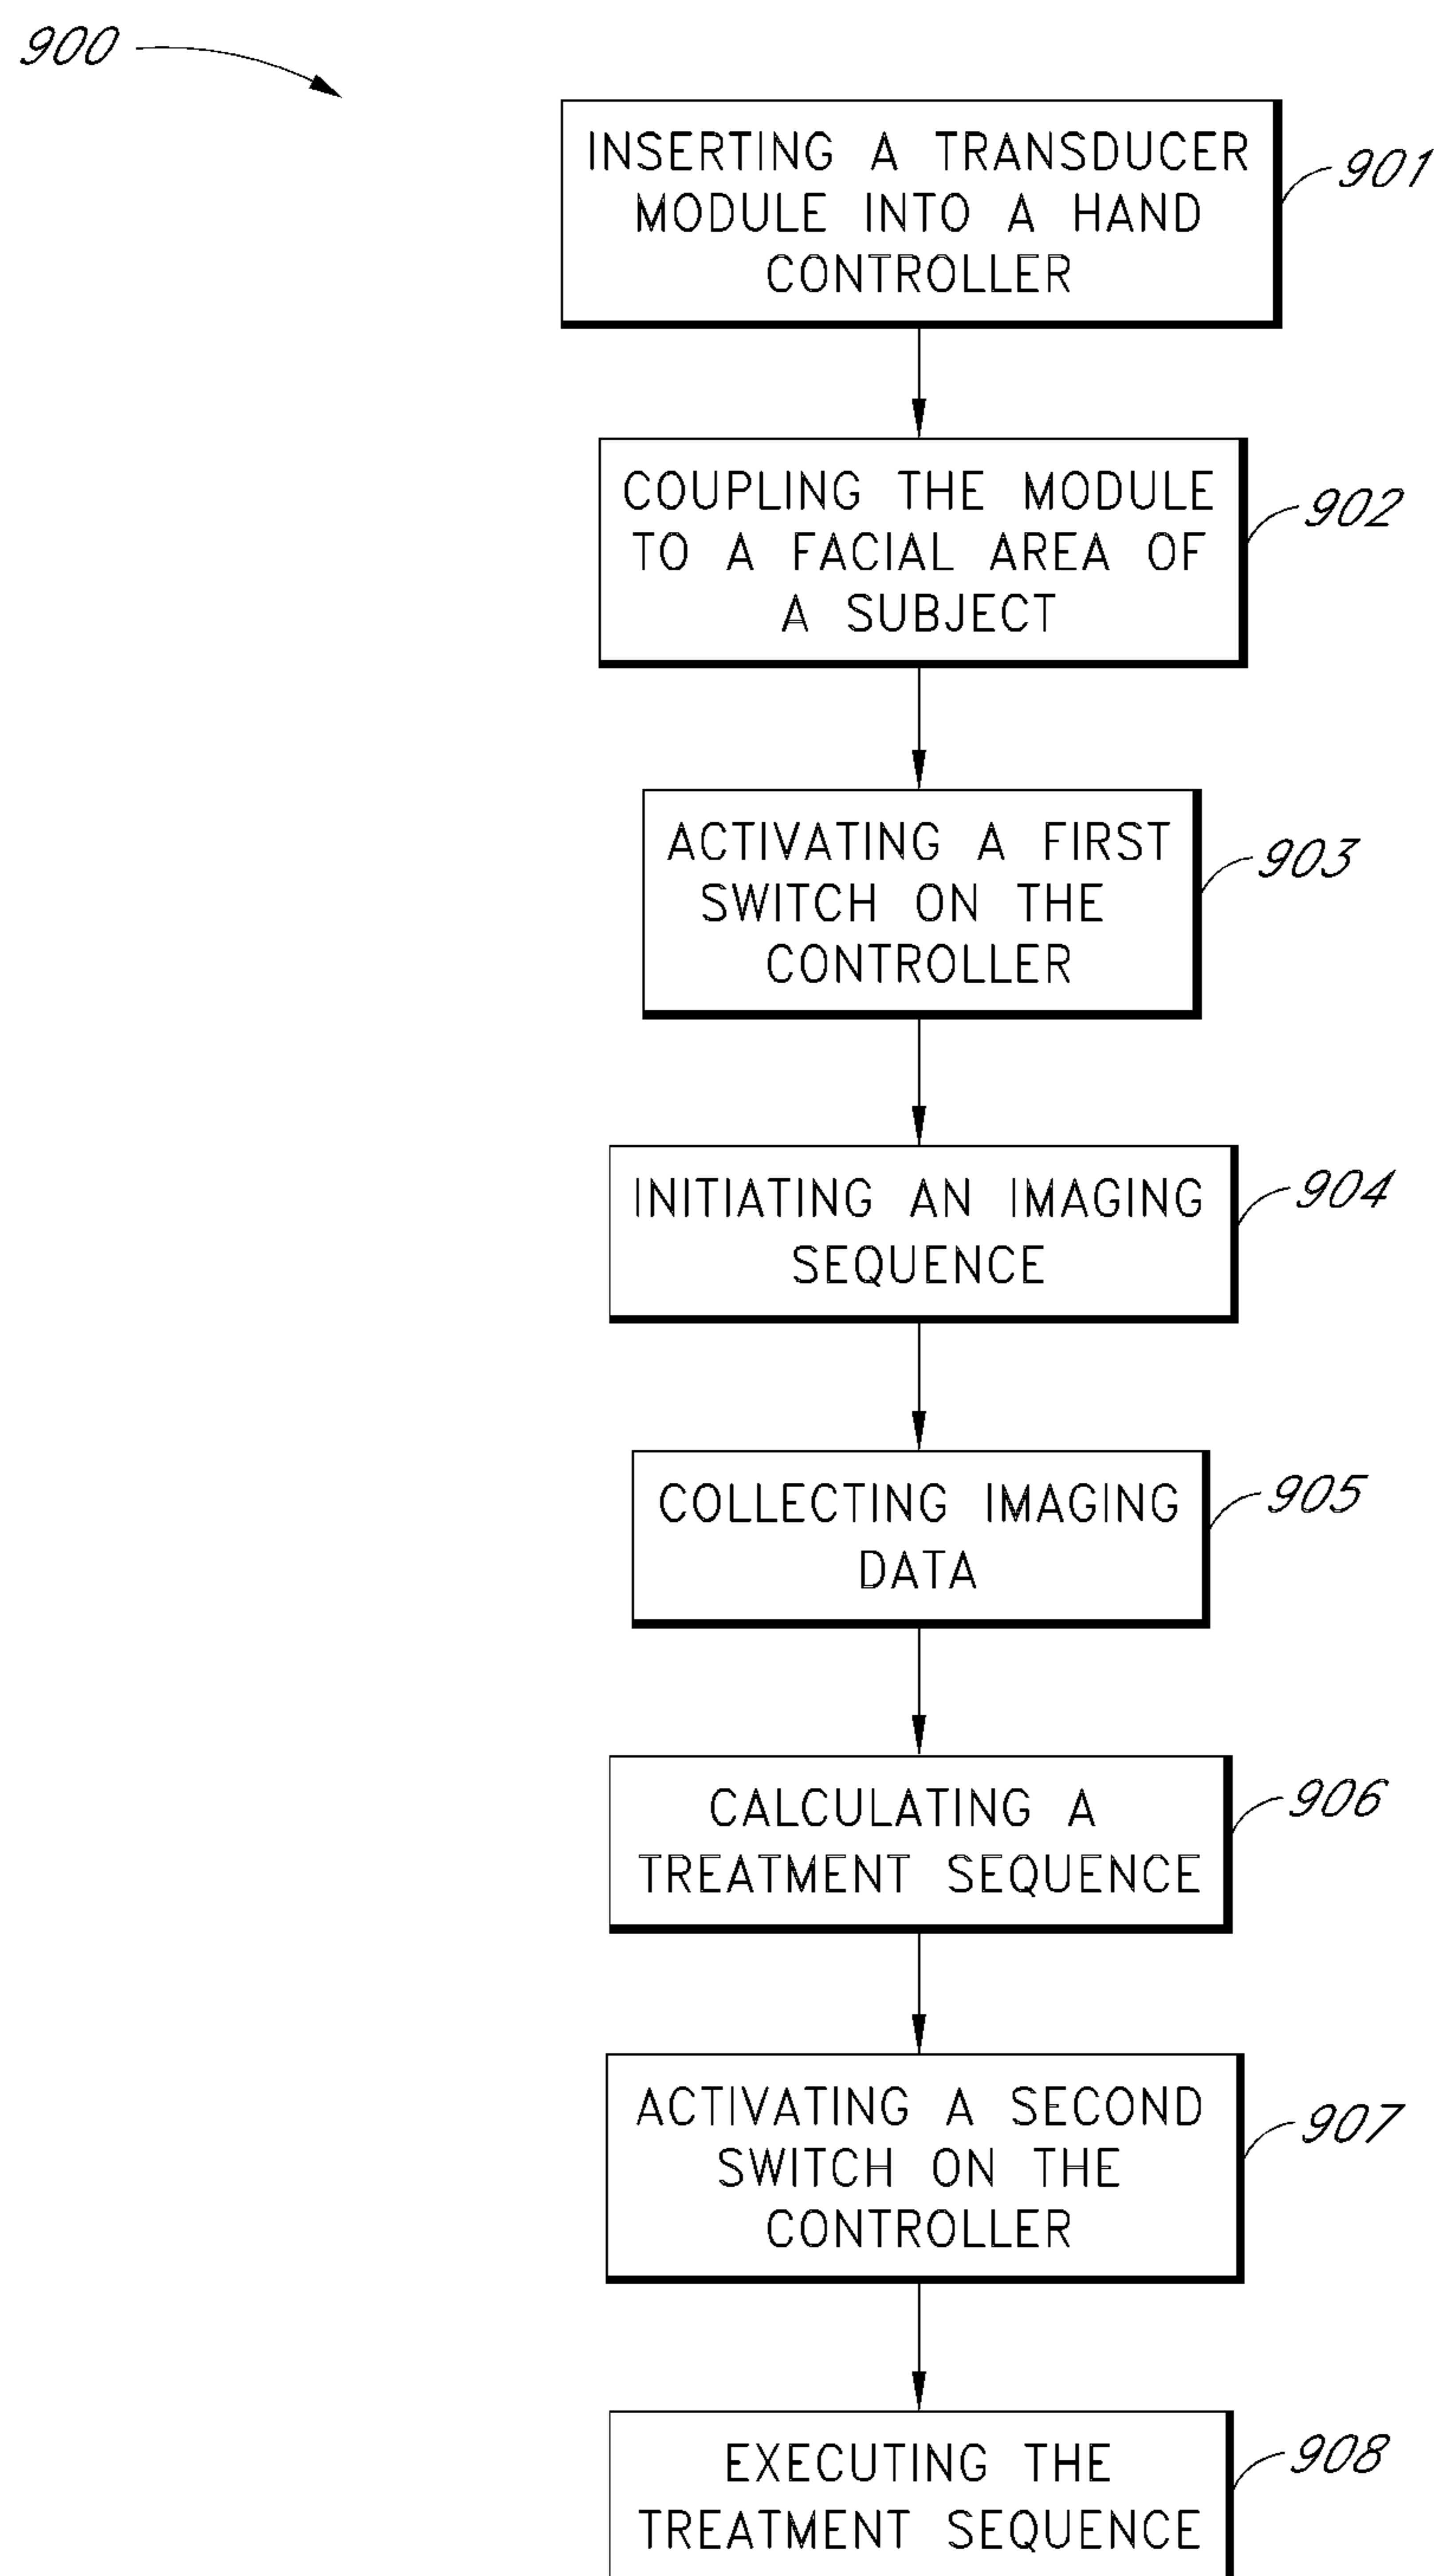 900
INSERTING A TRANSDUCER
MODULE INTO A HAND
CONTROLLER
901
COUPLING THE MODULE
TO A FACIAL AREA OF
A SUBJECT
902
ACTIVATING A FIRST
SWITCH ON THE
CONTROLLER
903
INITIATING AN IMAGING
SEQUENCE
904
COLLECTING IMAGING
DATA
905
CALCULATING A
TREATMENT SEQUENCE
906
ACTIVATING A SECOND
SWITCH ON THE
CONTROLLER
907
EXECUTING THE
TREATMENT SEQUENCE
908